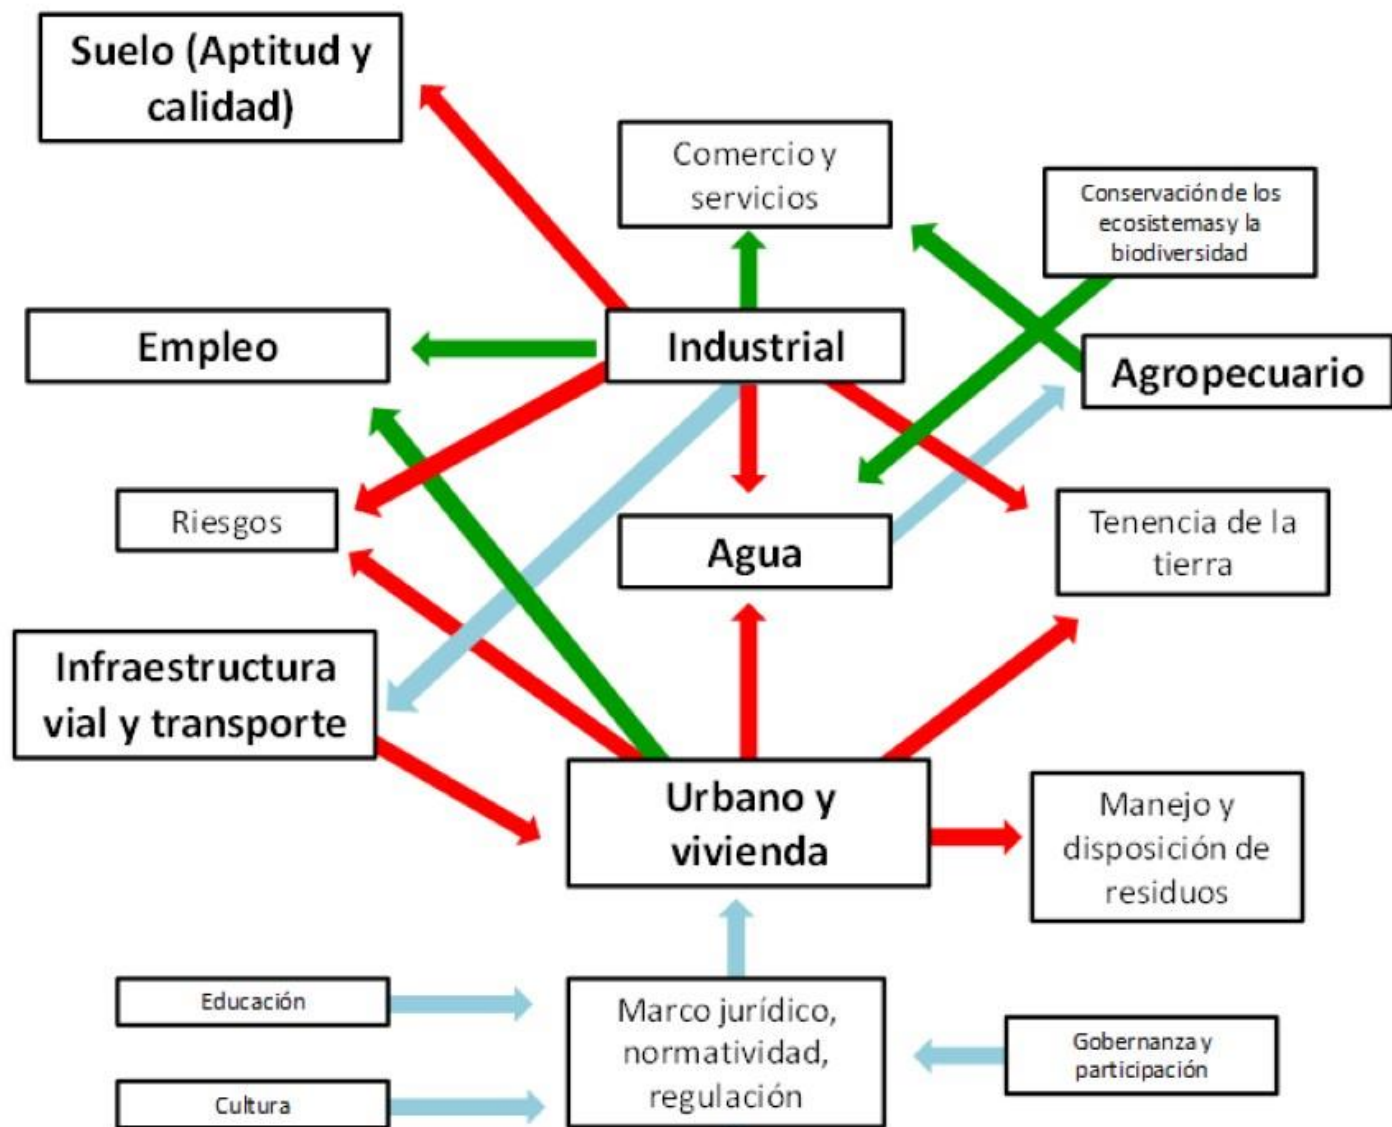 Suelo (Aptitud y
calidad)
Comercio y
servicios
Conservación de los
ecosistemas y la
biodiversidad
Empleo
Industrial
Agropecuario
Riesgos
Agua
Tenencia de la
tierra
Infraestructura
vial y transporte
Urbano y
vivienda
Manejo y
disposición de
residuos
Educación
Marco jurídico,
normatividad,
regulación
Gobernanza y
participación
Cultura